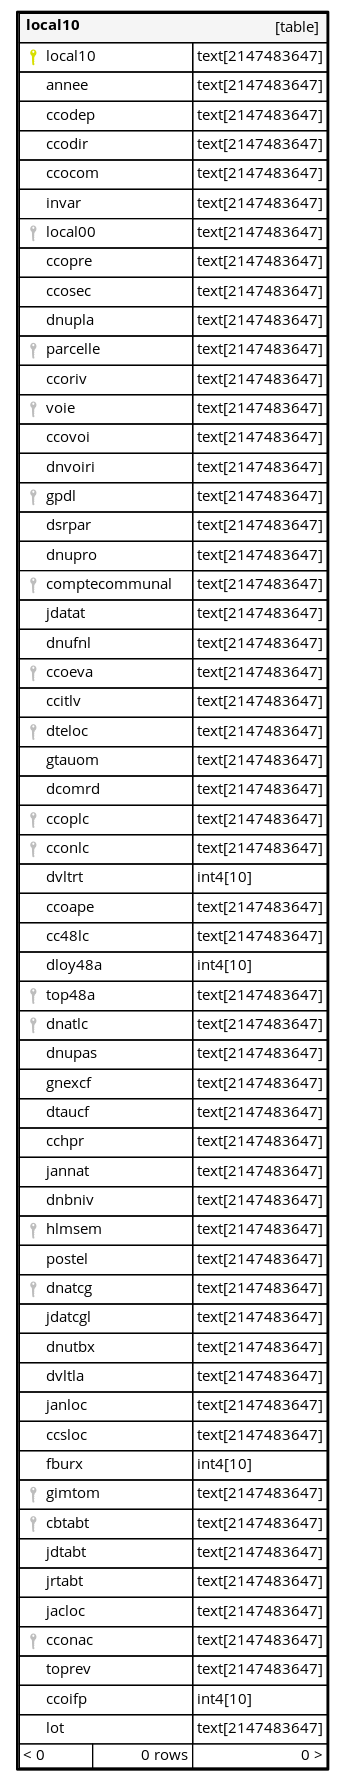 local10 [table]
local10 text[2147483647]
annee text[2147483647]
ccodep text[2147483647]
ccodir text[2147483647]
ccocom text[2147483647]
invar text[2147483647]
local00 text[2147483647]
ccopre text[2147483647]
ccosec text[2147483647]
dnupla text[2147483647]
parcelle text[2147483647]
ccoriv text[2147483647]
voie text[2147483647]
ccovoi text[2147483647]
dnvoiri text[2147483647]
gpdl text[2147483647]
dsrpar text[2147483647]
dnupro text[2147483647]
comptecommunal text[2147483647]
jdatat text[2147483647]
dnufnl text[2147483647]
ccoeva text[2147483647]
ccitlv text[2147483647]
dteloc text[2147483647]
gtauom text[2147483647]
dcomrd text[2147483647]
ccoplc text[2147483647]
cconlc text[2147483647]
dvltrt int4[10]
ccoape text[2147483647]
cc48lc text[2147483647]
dloy48a int4[10]
top48a text[2147483647]
dnatlc text[2147483647]
dnupas text[2147483647]
gnexcf text[2147483647]
dtaucf text[2147483647]
cchpr text[2147483647]
jannat text[2147483647]
dnbniv text[2147483647]
hlmsem text[2147483647]
postel text[2147483647]
dnatcg text[2147483647]
jdatcgl text[2147483647]
dnutbx text[2147483647]
dvltla text[2147483647]
janloc text[2147483647]
ccsloc text[2147483647]
fburx int4[10]
gimtom text[2147483647]
cbtabt text[2147483647]
jdtabt text[2147483647]
jrtabt text[2147483647]
jacloc text[2147483647]
cconac text[2147483647]
toprev text[2147483647]
ccoifp int4[10]
lot text[2147483647]
< 0 0 rows 0 >